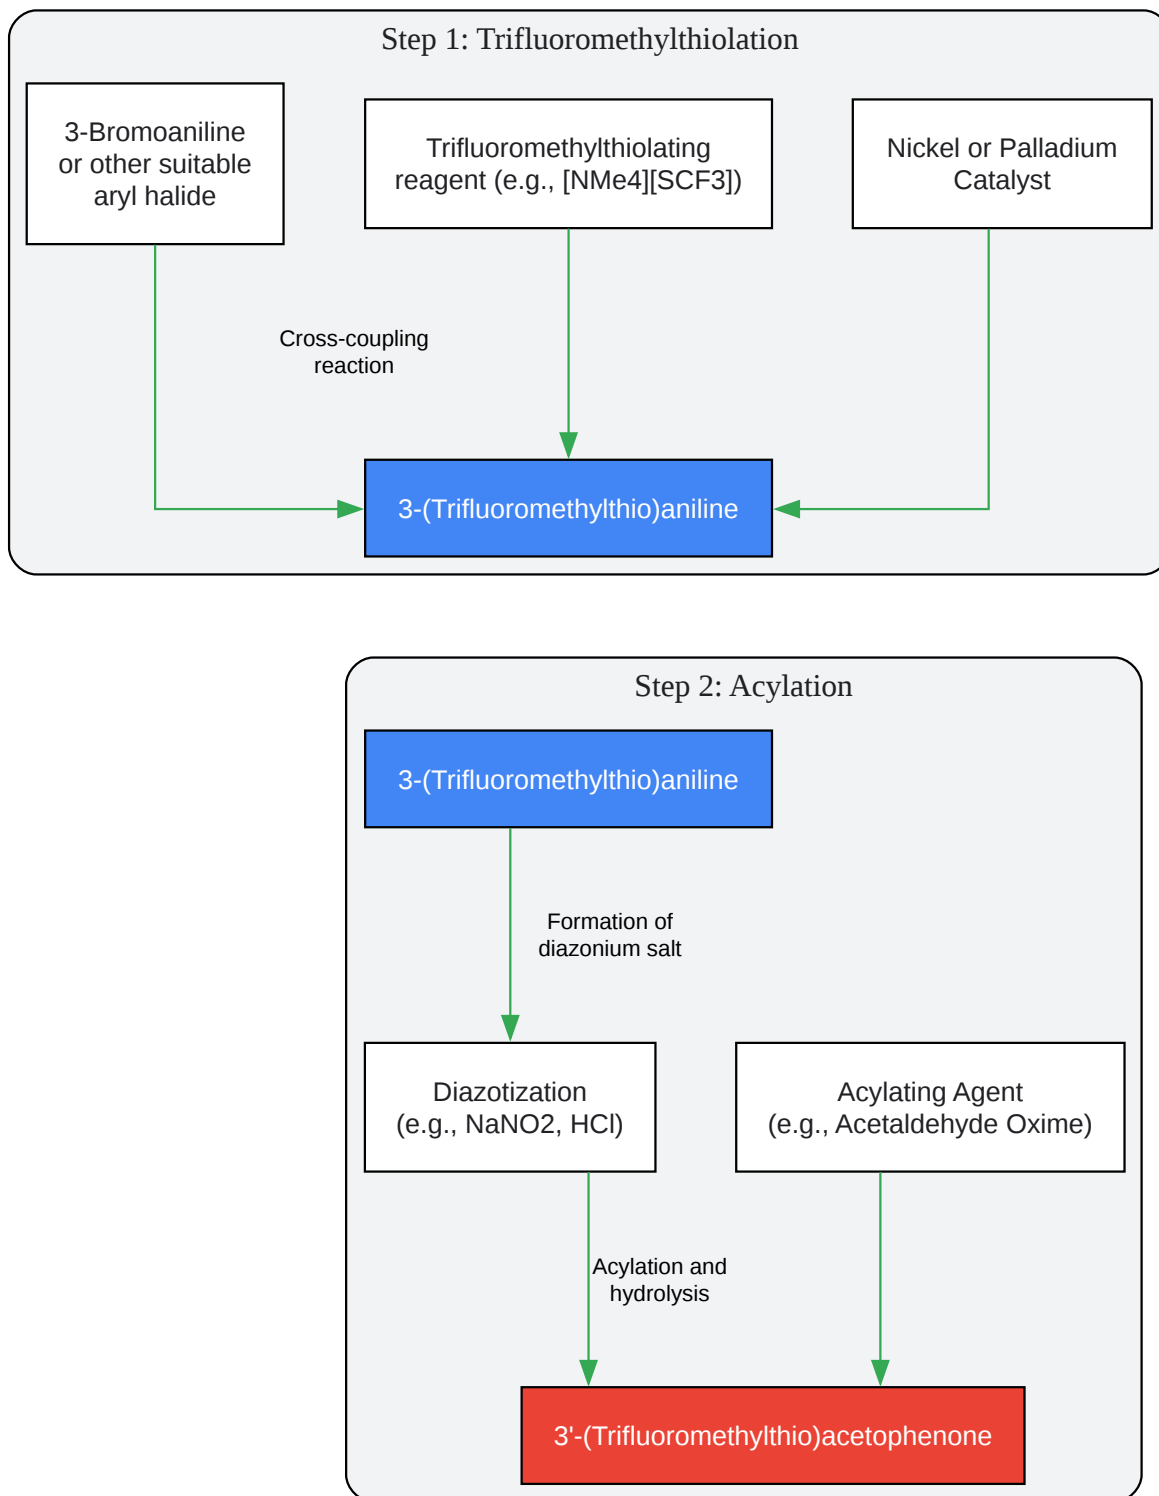 Step 1: Trifluoromethylthiolation
3-Bromoaniline
or other suitable
aryl halide
Trifluoromethylthiolating
reagent (e.g., [NMe4][SCF3])
Nickel or Palladium
Catalyst
Cross-coupling
reaction
3-(Trifluoromethylthio)aniline
Step 2: Acylation
3-(Trifluoromethylthio)aniline
Formation of
diazonium salt
Diazotization
(e.g., NaNO2, HCl)
Acylating Agent
(e.g., Acetaldehyde Oxime)
Acylation and
hydrolysis
3'-(Trifluoromethylthio)acetophenone